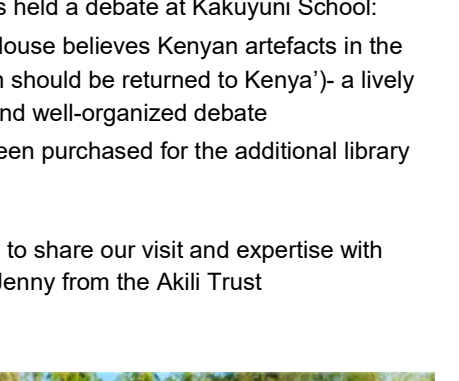 s held a debate at Kakuyuni School:
House believes Kenyan artefacts in the
should be returned to Kenya’)- a lively
nd well-organized debate
een purchased for the additional library
to share our visit and expertise with
Jenny from the Akili Trust